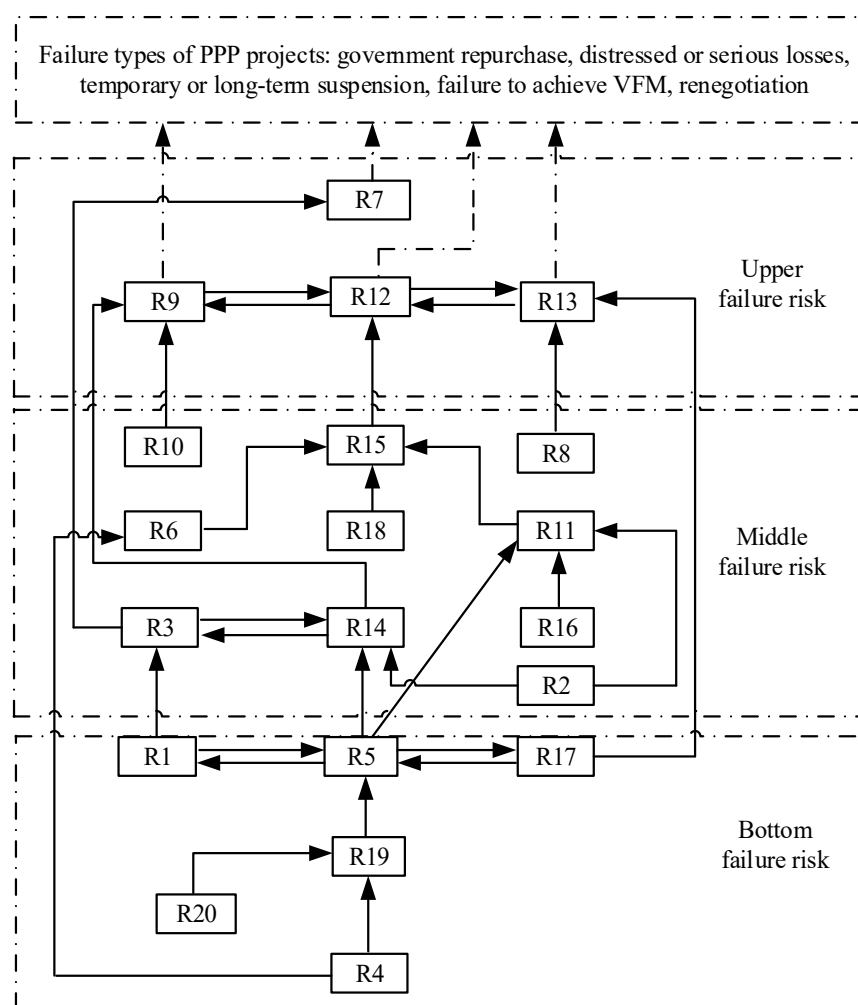 Failure types of PPP projects: government repurchase, distressed or serious losses,
temporary or long-term suspension, failure to achieve VFM, renegotiation
R7
R9
R12
R13
Upper
failure risk
R10
R15
R8
R6
R18
R11
Middle
failure risk
R3
R14
R16
R2
R1
R5
R17
Bottom
failure risk
R19
R20
R4